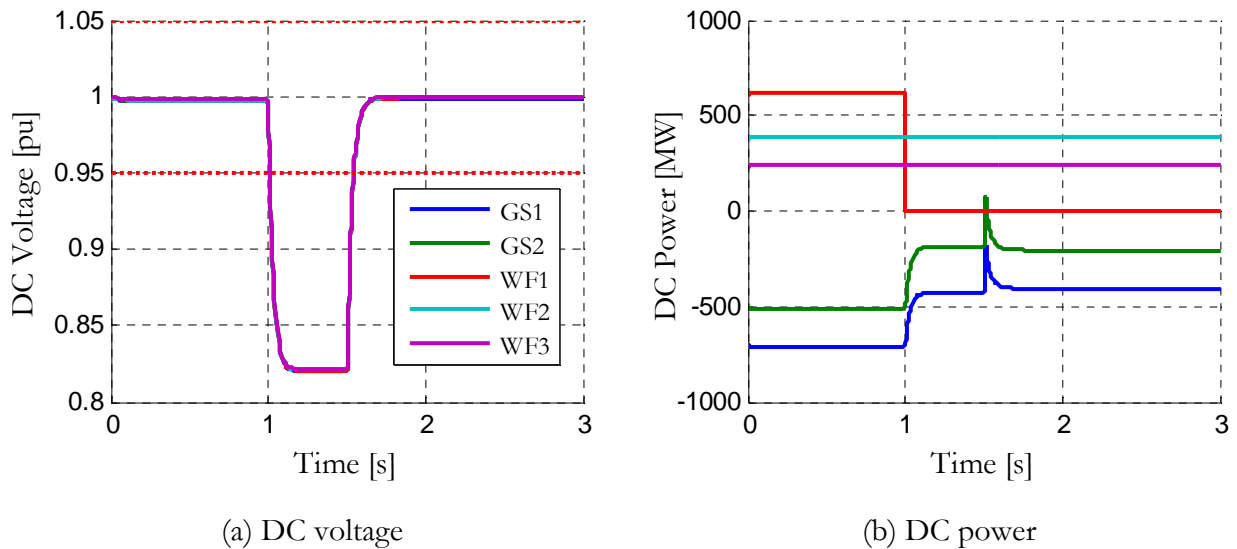 1.05
1
0.95
0.9
0.85
0.8
DC Voltage [pu]
0
1
2
3
Time [s]
GS1
GS2
WF1
WF2
WF3
(a) DC voltage
1000
500
0
-500
-1000
DC Power [MW]
0
1
2
3
Time [s]
(b) DC power